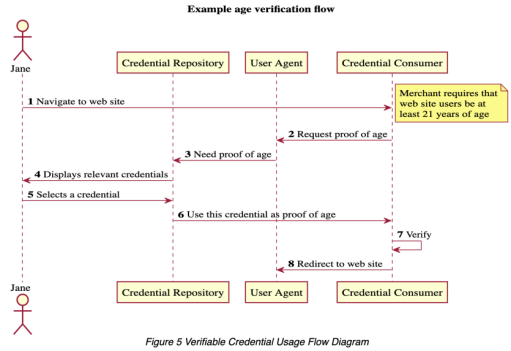 Example age verification flow
Jane
Credential Repository
User Agent
Credential Consumer
1 Navigate to web site
Merchant requires that
web site users be at
least 21 years of age
2 Request proof of age
3 Need proof of age
4 Displays relevant credentials
5 Selects a credential
6 Use this credential as proof of age
7 Verify
8 Redirect to web site
Jane
Credential Repository
User Agent
Credential Consumer
Figure 5 Verifiable Credential Usage Flow Diagram